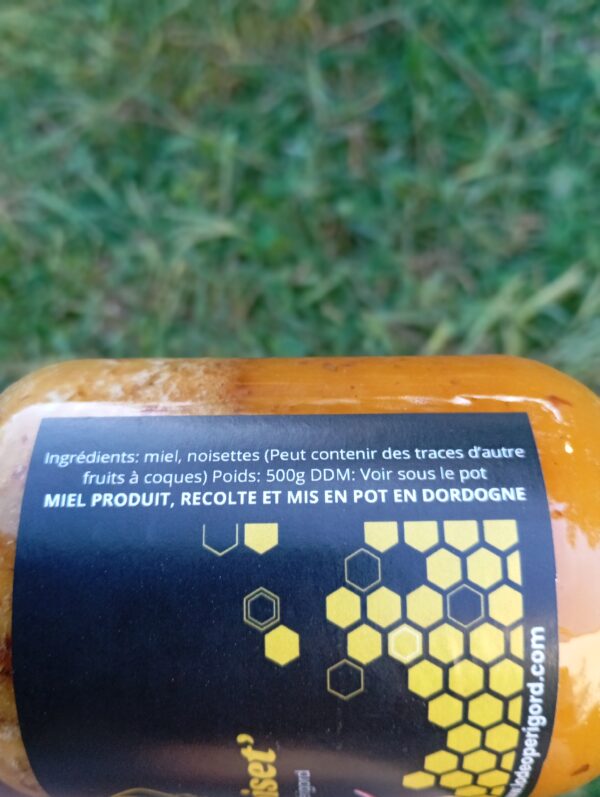 Ingrédients: miel, noisettes (Peut contenir des traces d'autre
fruits à coques) Poids: 500g DDM: Voir sous le pot
MIEL PRODUIT, RECOLTE ET MIS EN POT EN DORDOGNE